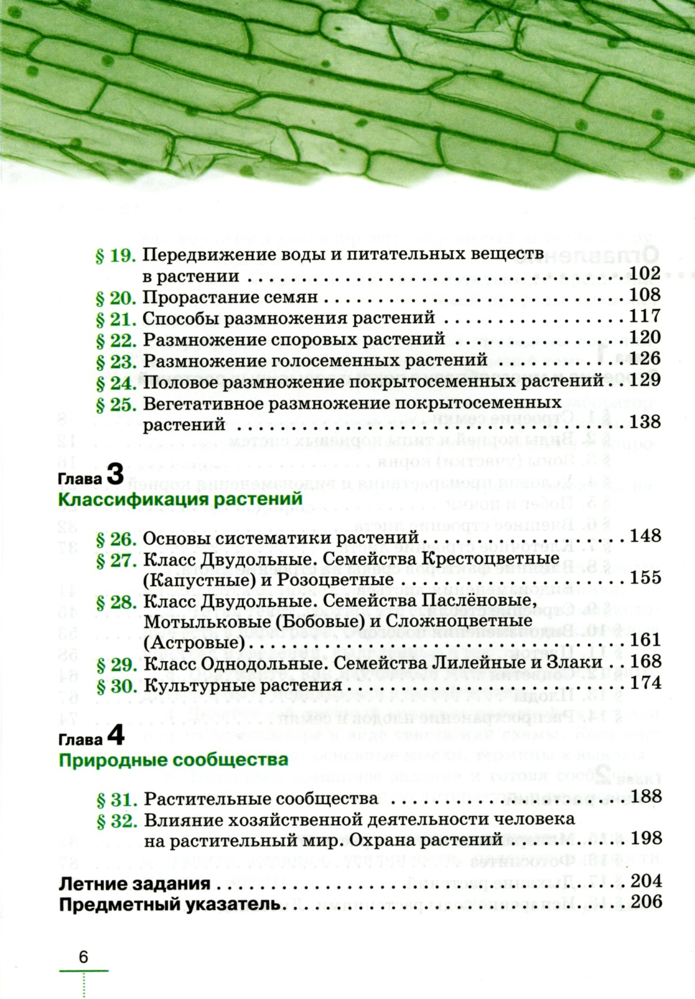 § 19. Передвижение воды и питательных веществ
в растении . . . . . . . . . . . . . . . . . . . . . . . . . . . . . . . . . . . . . 102
§ 20. Прорастание семян . . . . . . . . . . . . . . . . . . . . . . . . . . . . . 108
§ 21. Способы размножения растений . . . . . . . . . . . . . . . . . 117
§ 22. Размножение споровых растений . . . . . . . . . . . . . . . . 120
§ 23. Размножение голосеменных растений . . . . . . . . . . . . . 126
§ 24. Половое размножение покрытосеменных растений . . 129
§ 25. Вегетативное размножение покрытосеменных
растений . . . . . . . . . . . . . . . . . . . . . . . . . . . . . . . . . . . . . . 138
Глава 3
Классификация растений
§ 26. Основы систематики растений . . . . . . . . . . . . . . . . . . . 148
§ 27. Класс Двудольные. Семейства Крестоцветные
(Капустные) и Розоцветные . . . . . . . . . . . . . . . . . . . . . . 155
§ 28. Класс Двудольные. Семейства Паслёновые,
Мотыльковые (Бобовые) и Сложноцветные
(Астровые) . . . . . . . . . . . . . . . . . . . . . . . . . . . . . . . . . . . . . 161
§ 29. Класс Однодольные. Семейства Лилейные и Злаки . . 168
§ 30. Культурные растения . . . . . . . . . . . . . . . . . . . . . . . . . . . 174
Глава 4
Природные сообщества
§ 31. Растительные сообщества . . . . . . . . . . . . . . . . . . . . . . . 188
§ 32. Влияние хозяйственной деятельности человека
на растительный мир. Охрана растений . . . . . . . . . . . . 198
Летние задания . . . . . . . . . . . . . . . . . . . . . . . . . . . . . . . . . . . . . . . . 204
Предметный указатель . . . . . . . . . . . . . . . . . . . . . . . . . . . . . . . . . 206
6